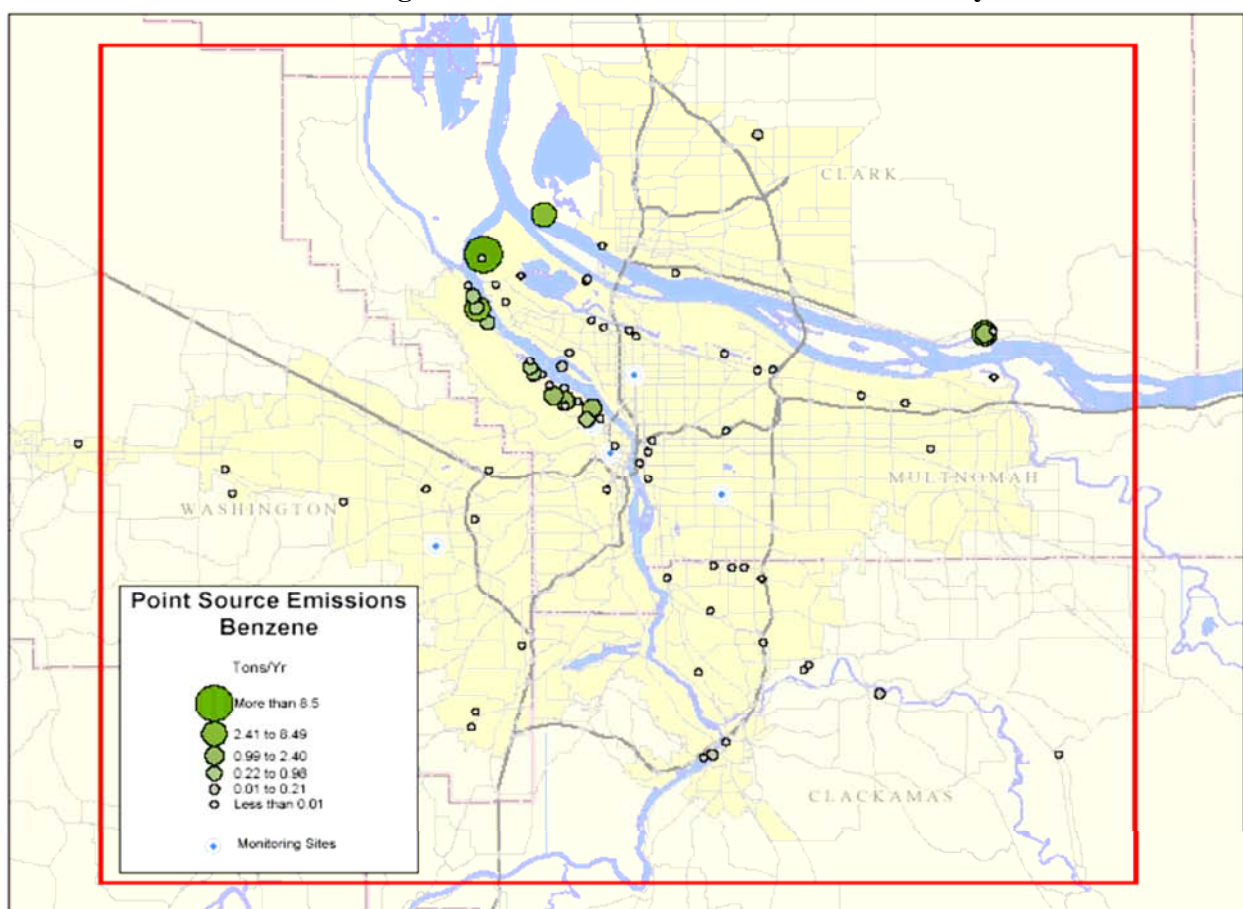 CLARK
MULTNOMAH
WASHINGTON
Point Source Emissions
Benzene
Tons/Yr
More than 8.5
2.41 to 8.49
0.99 to 2.40
0.22 to 0.98
0.01 to 0.21
Less than 0.01
Monitoring Sites
CLACKAMAS